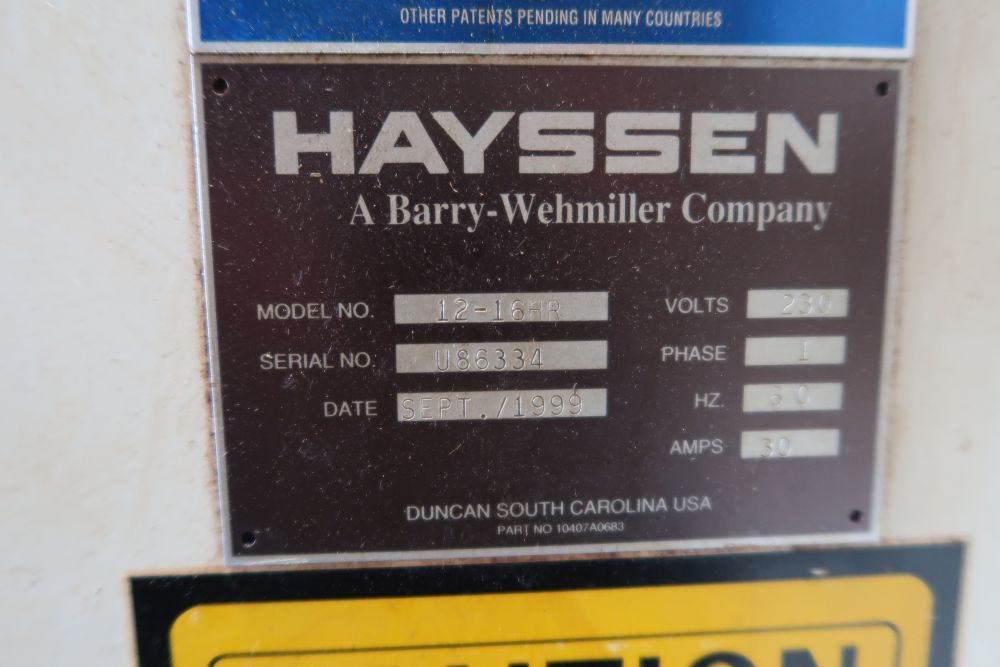 OTHER PATENTS PENDING IN MANY COUNTRIES
HAYSSEN
A Barry-Wehmiller Company
MODEL NO. 12-16HR
SERIAL NO. U86334
DATE SEPT./1999
VOLTS 230
PHASE 1
HZ. 60
AMPS 30
DUNCAN SOUTH CAROLINA USA
PART NO 10407A0683
CAUTION